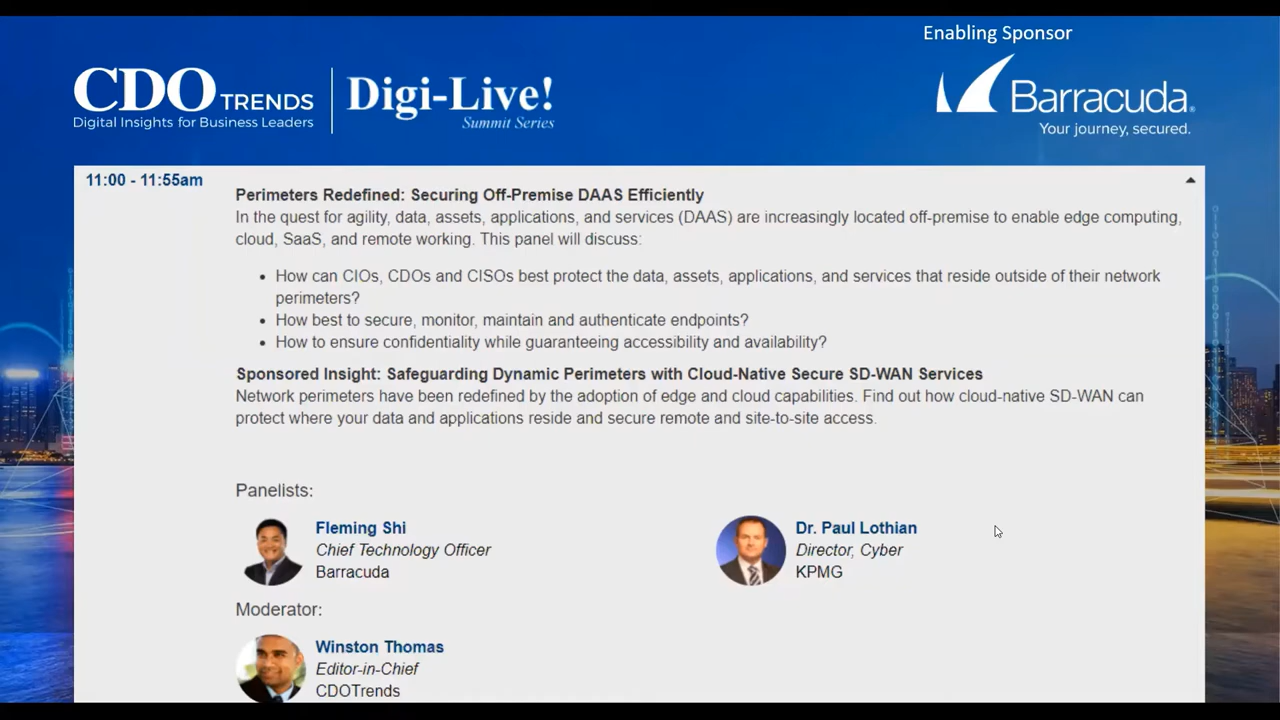 Enabling Sponsor
CDO TRENDS
Digital Insights for Business Leaders
Digi-Live!
Summit Series
Barracuda®
Your journey, secured.
11:00 - 11:55am
Perimeters Redefined: Securing Off-Premise DAAS Efficiently
In the quest for agility, data, assets, applications, and services (DAAS) are increasingly located off-premise to enable edge computing,
cloud, SaaS, and remote working. This panel will discuss:
• How can CIOs, CDOs and CISOs best protect the data, assets, applications, and services that reside outside of their network
perimeters?
• How best to secure, monitor, maintain and authenticate endpoints?
• How to ensure confidentiality while guaranteeing accessibility and availability?
Sponsored Insight: Safeguarding Dynamic Perimeters with Cloud-Native Secure SD-WAN Services
Network perimeters have been redefined by the adoption of edge and cloud capabilities. Find out how cloud-native SD-WAN can
protect where your data and applications reside and secure remote and site-to-site access.
Panelists:
Fleming Shi
Chief Technology Officer
Barracuda
Dr. Paul Lothian
Director, Cyber
KPMG
Moderator:
Winston Thomas
Editor-in-Chief
CDOTrends